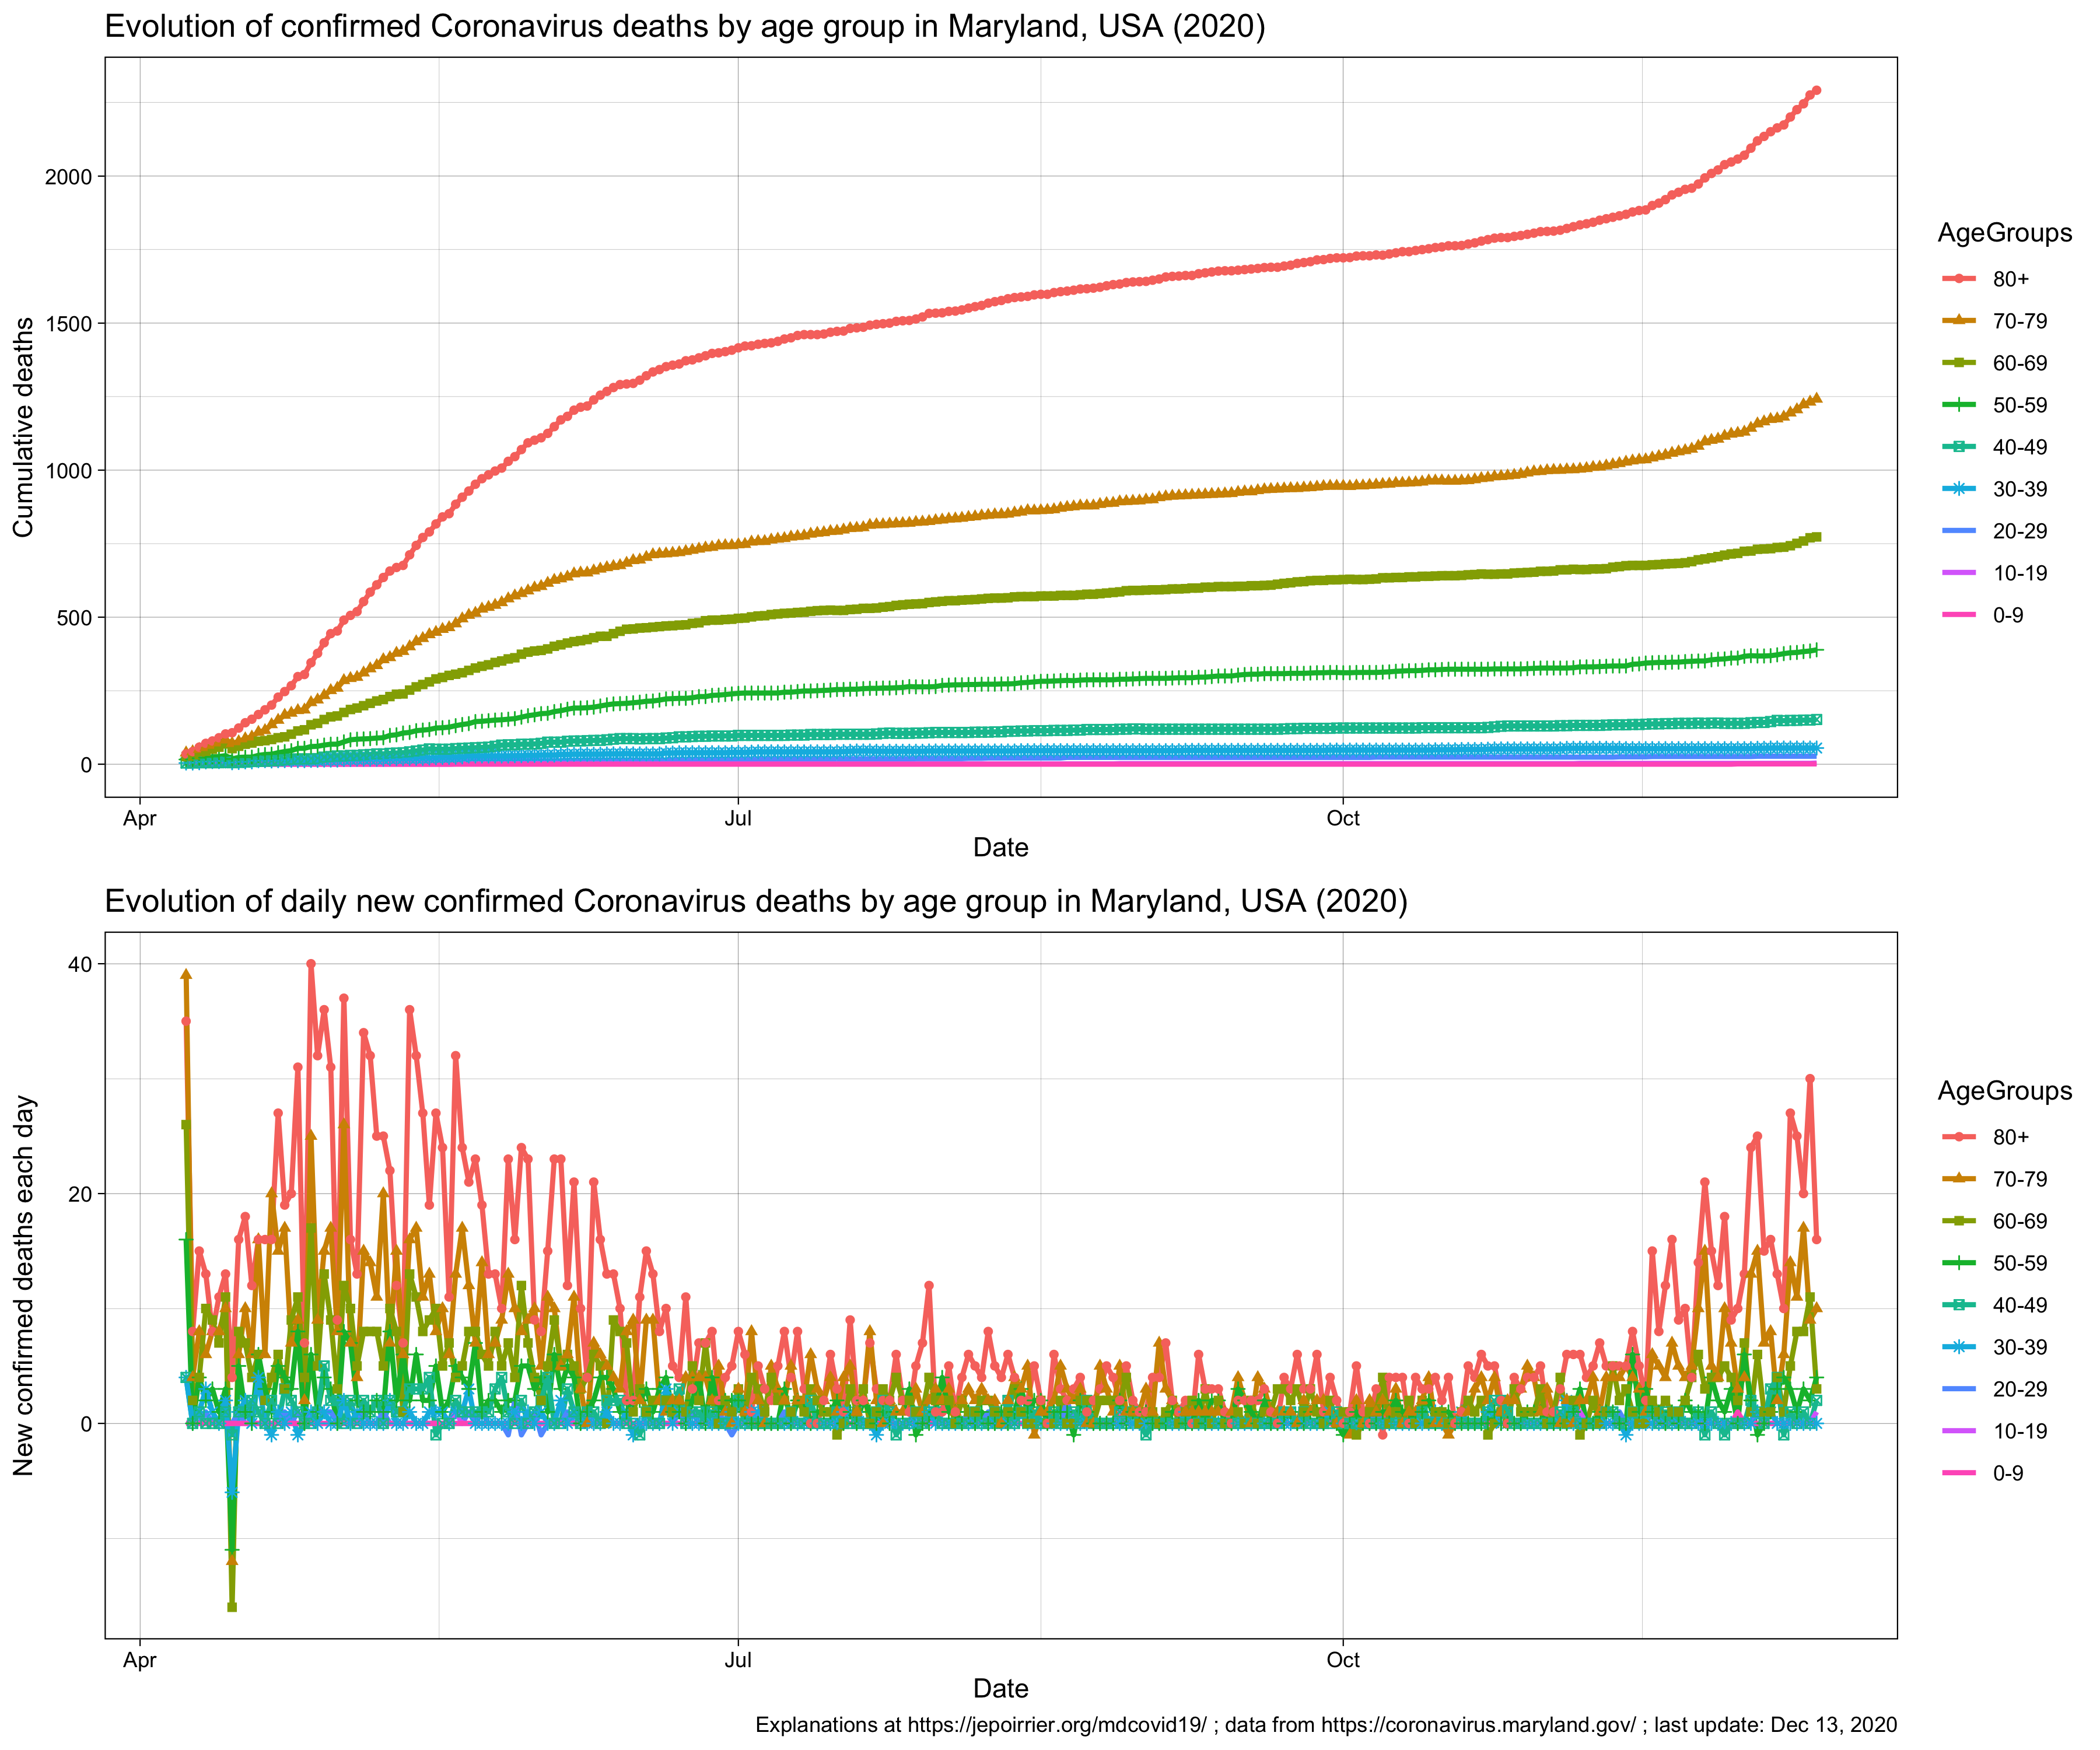 Evolution of confirmed Coronavirus deaths by age group in Maryland, USA (2020)
Cumulative deaths
2000
1500
1000
500
0
Apr
Jul
Oct
Date
AgeGroups
80+
70-79
60-69
50-59
40-49
30-39
20-29
10-19
0-9
Evolution of daily new confirmed Coronavirus deaths by age group in Maryland, USA (2020)
New confirmed deaths each day
40
20
0
Apr
Jul
Oct
Date
AgeGroups
80+
70-79
60-69
50-59
40-49
30-39
20-29
10-19
0-9
Explanations at https://jepoirrier.org/mdcovid19/ ; data from https://coronavirus.maryland.gov/ ; last update: Dec 13, 2020